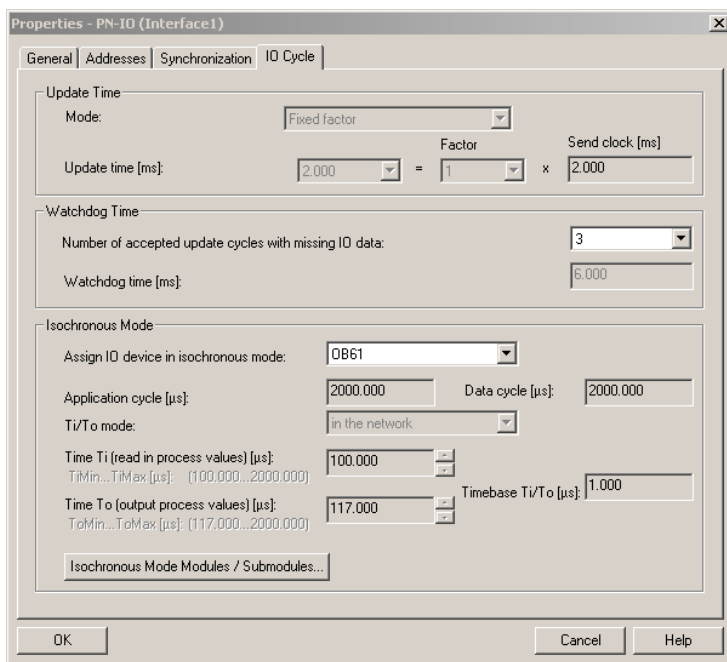 Properties - PN-IO (Interface1)
General Addresses Synchronization IO Cycle
Update Time
Mode: Fixed factor
Factor Send clock [ms]
Update time [ms]: 2.000 = 1 x 2.000
Watchdog Time
Number of accepted update cycles with missing IO data: 3
Watchdog time [ms]: 6.000
Isochronous Mode
Assign IO device in isochronous mode: OB61
Application cycle [µs]: 2000.000 Data cycle [µs]: 2000.000
Ti/To mode: in the network
Time Ti (read in process values) [µs]: 100.000
TiMin...TiMax [µs]: (100.000...2000.000)
Timebase Ti/To [µs]: 1.000
Time To (output process values) [µs]: 117.000
ToMin...ToMax [µs]: (117.000...2000.000)
Isochronous Mode Modules / Submodules...
OK Cancel Help